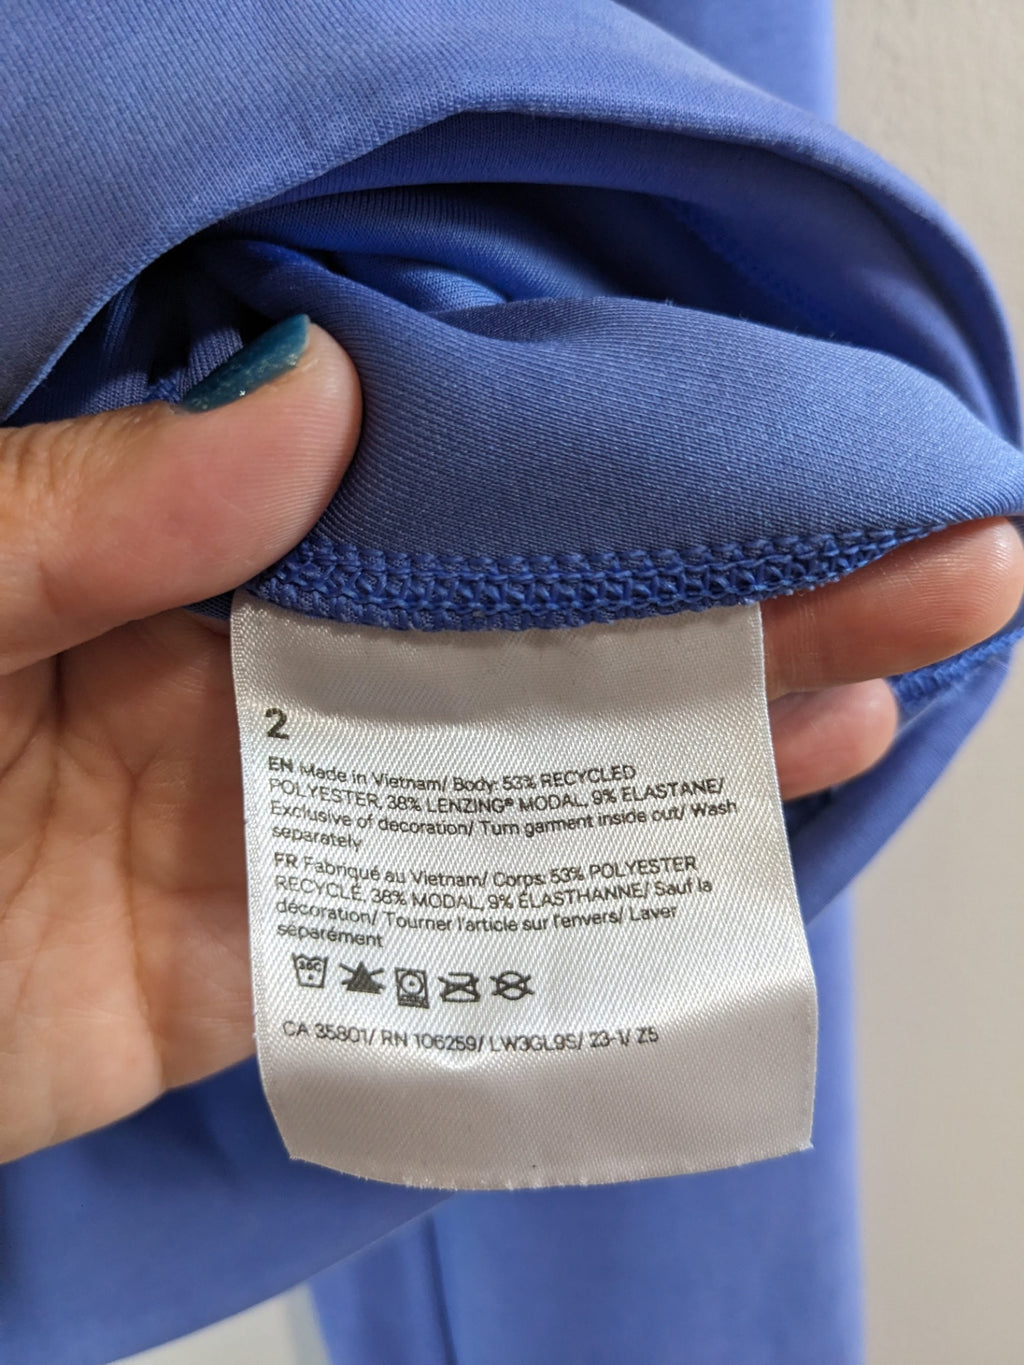 2
EN Made in Vietnam/ Body: 53% RECYCLED
POLYESTER, 38% LENZING® MODAL, 9% ELASTANE/
Exclusive of decoration/ Turn garment inside out/ Wash
separately
FR Fabriqué au Vietnam/ Corps: 53% POLYESTER
RECYCLÉ, 38% MODAL, 9% ÉLASTHANNE/ Sauf la
décoration/ Tourner l'article sur l'envers/ Laver
séparément
30C
CA 35801/ RN 106259/ LW3GL9S/ 23-1/ Z5